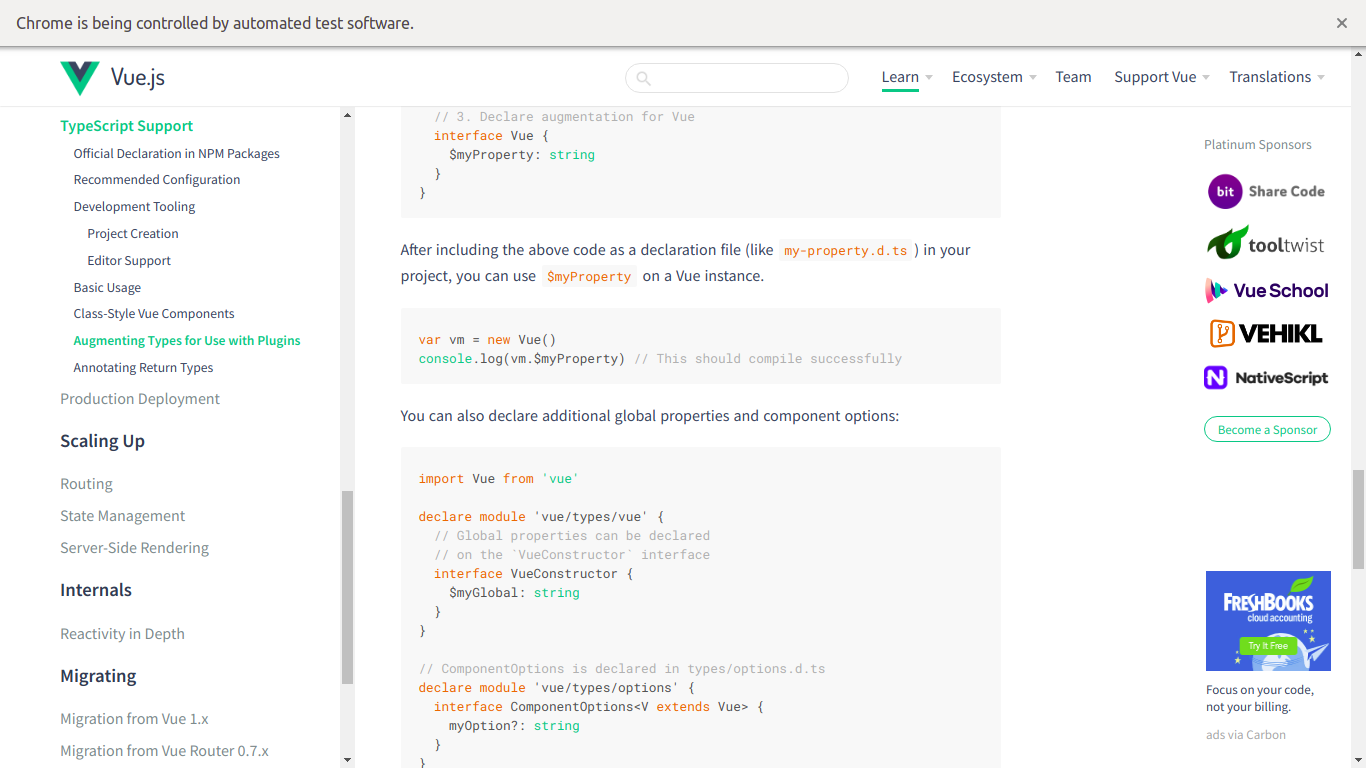 Chrome is being controlled by automated test software.
Vue.js
Learn
Ecosystem
Team
Support Vue
Translations
TypeScript Support
Official Declaration in NPM Packages
Recommended Configuration
Development Tooling
Project Creation
Editor Support
Basic Usage
Class-Style Vue Components
Augmenting Types for Use with Plugins
Annotating Return Types
Production Deployment
Scaling Up
Routing
State Management
Server-Side Rendering
Internals
Reactivity in Depth
Migrating
Migration from Vue 1.x
Migration from Vue Router 0.7.x
// 3. Declare augmentation for Vue
interface Vue {
$myProperty: string
}
}
After including the above code as a declaration file (like my-property.d.ts ) in your
project, you can use $myProperty on a Vue instance.
var vm = new Vue()
console.log(vm.$myProperty) // This should compile successfully
You can also declare additional global properties and component options:
import Vue from 'vue'
declare module 'vue/types/vue' {
// Global properties can be declared
// on the `VueConstructor` interface
interface VueConstructor {
$myGlobal: string
}
}
// ComponentOptions is declared in types/options.d.ts
declare module 'vue/types/options' {
interface ComponentOptions<V extends Vue> {
myOption?: string
}
}
Platinum Sponsors
bit Share Code
tooltwist
Vue School
VEHIKL
NativeScript
Become a Sponsor
FRESHBOOKS
cloud accounting
Try It Free
Focus on your code,
not your billing.
ads via Carbon